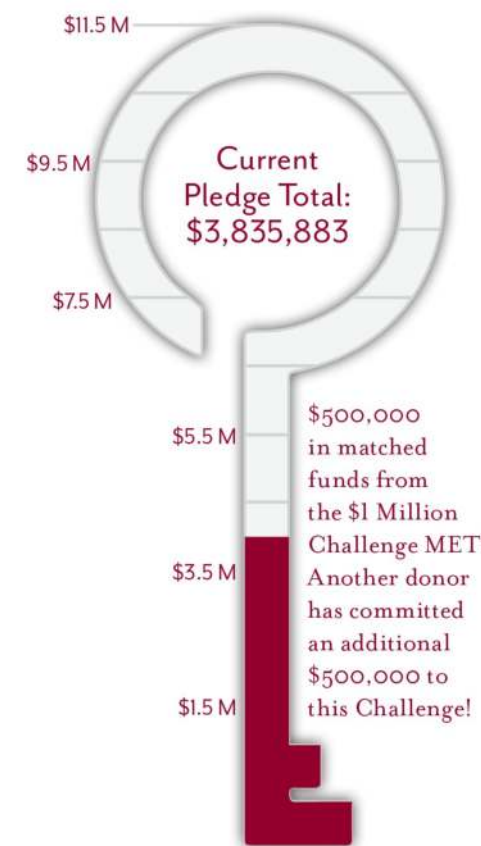 $11.5 M
$9.5 M
Current
Pledge Total:
$3,835,883
$7.5 M
$5.5 M
$500,000
in matched
funds from
the $1 Million
Challenge MET
Another donor
has committed
an additional
$500,000 to
this Challenge!
$3.5 M
$1.5 M